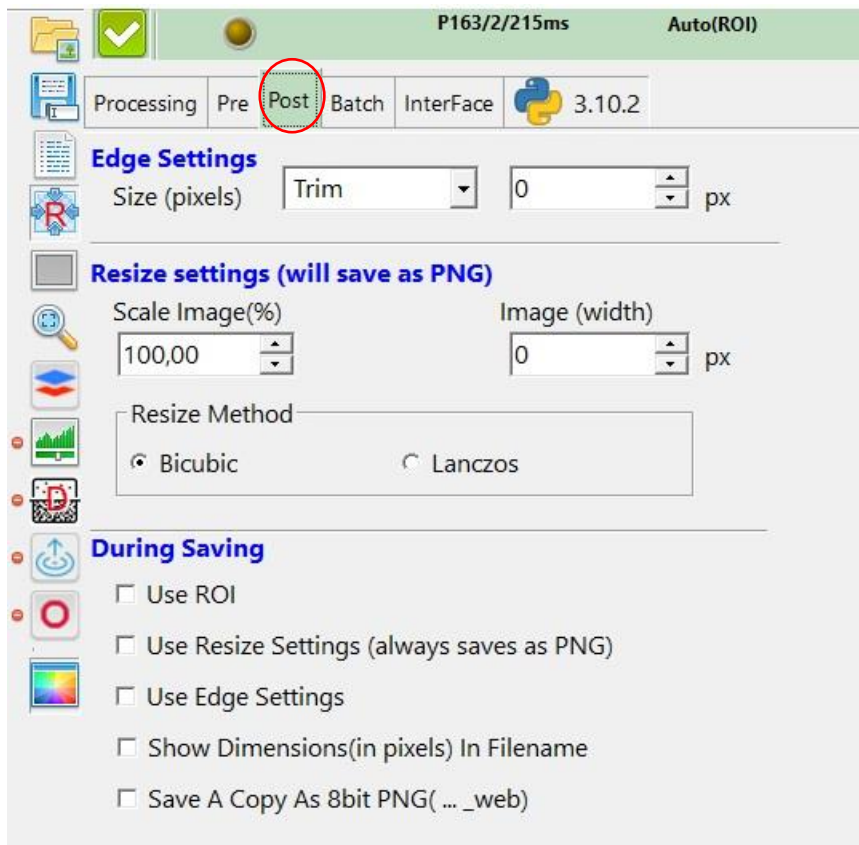 P163/2/215ms Auto(ROI)
Processing Pre Post Batch InterFace 3.10.2
Edge Settings
Size (pixels) Trim 0 px
R
Resize settings (will save as PNG)
Scale Image(%) Image (width)
100,00 0 px
Resize Method
Bicubic Lanczos
D
During Saving
Use ROI
Use Resize Settings (always saves as PNG)
Use Edge Settings
Show Dimensions(in pixels) In Filename
Save A Copy As 8bit PNG( ... _web)